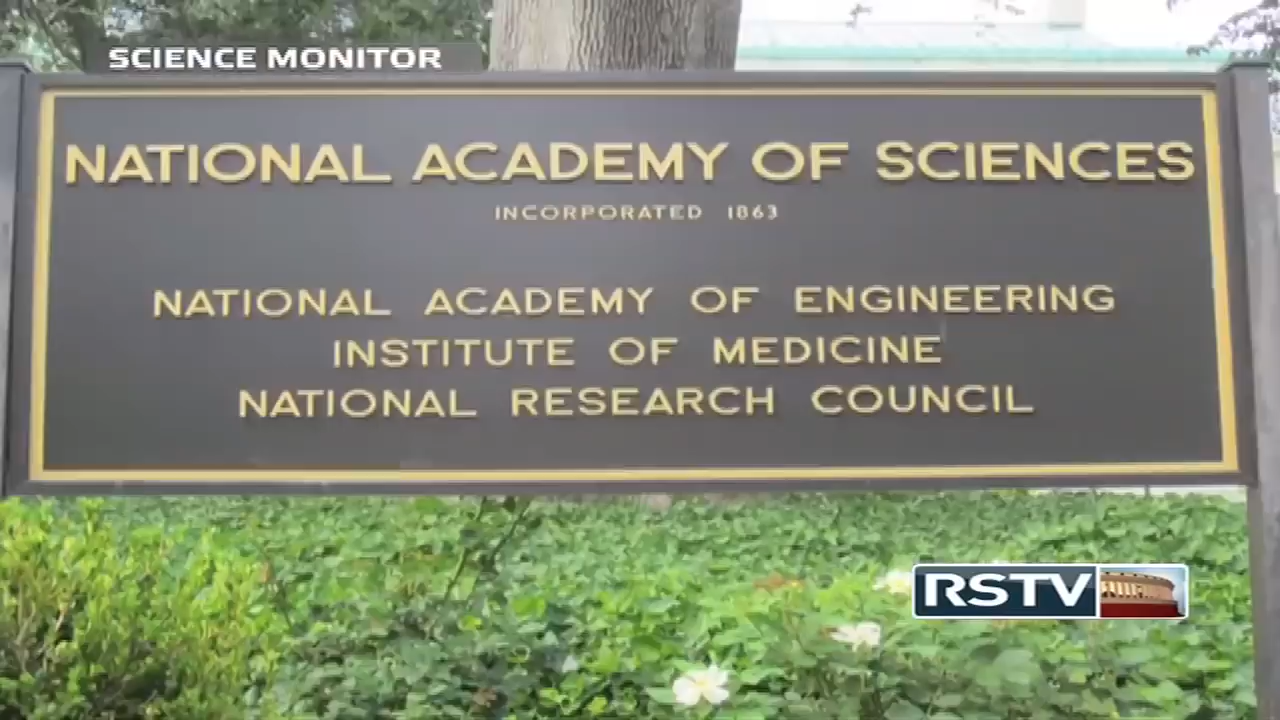 SCIENCE MONITOR
NATIONAL ACADEMY OF SCIENCES
INCORPORATED 1863
NATIONAL ACADEMY OF ENGINEERING
INSTITUTE OF MEDICINE
NATIONAL RESEARCH COUNCIL
RSTV